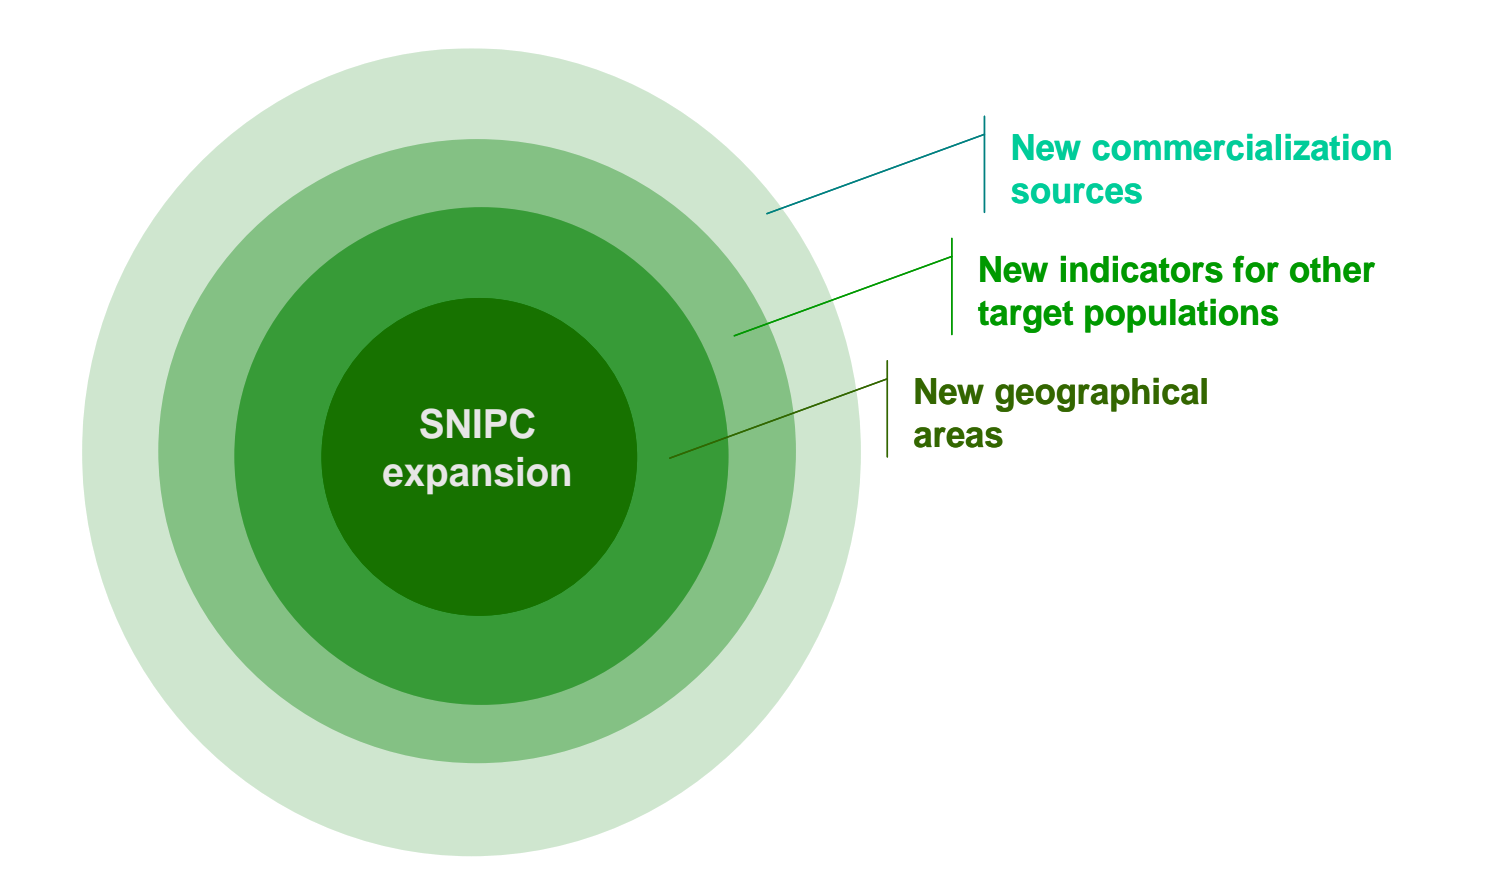 New commercialization
sources
New indicators for other
target populations
New geographical
areas
SNIPC
expansion